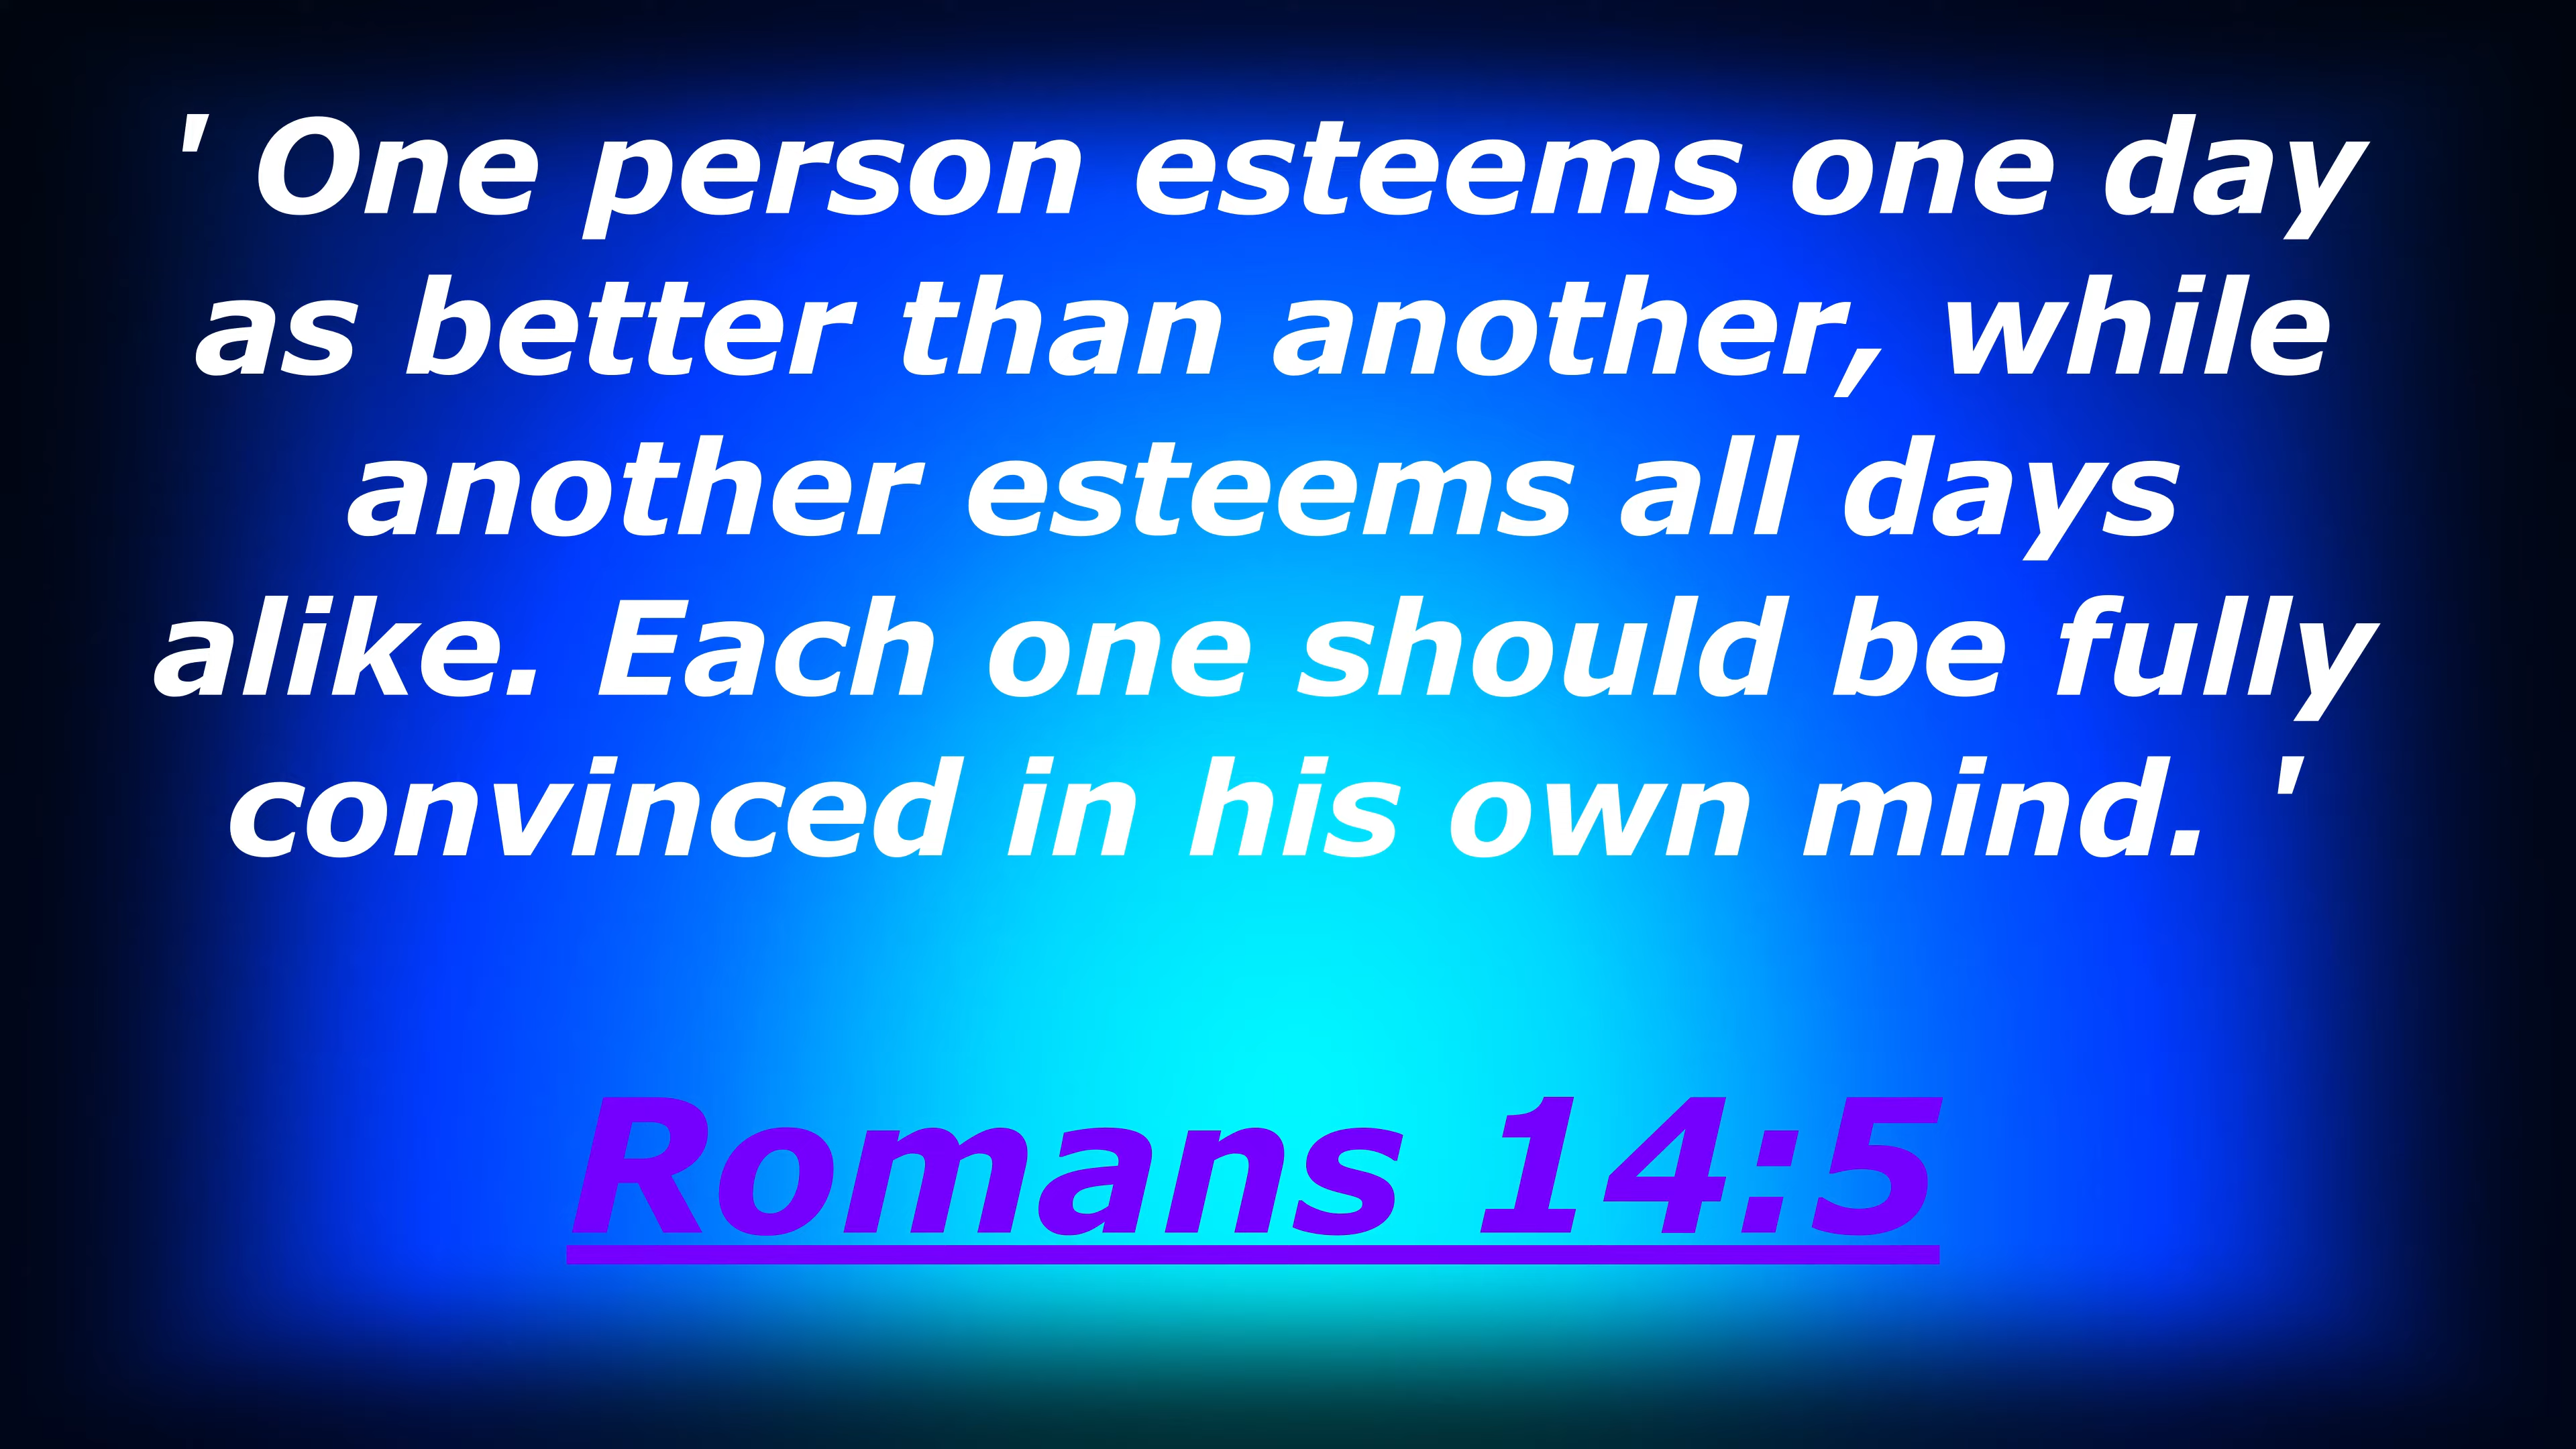 ' One person esteems one day
as better than another, while
another esteems all days
alike. Each one should be fully
convinced in his own mind. '
Romans 14:5